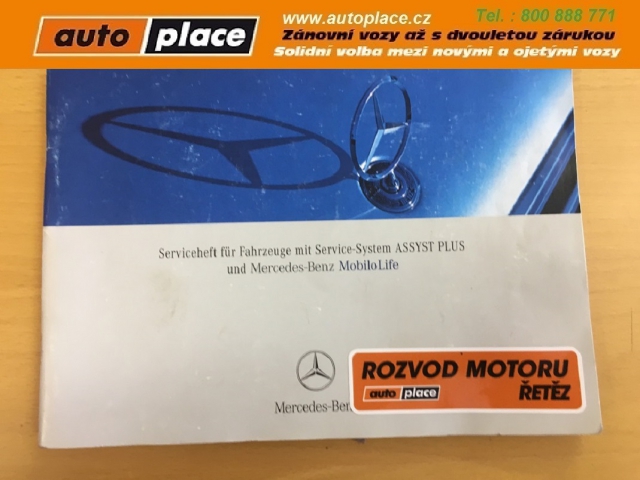 auto place
www.autoplace.cz
Tel. : 800 888 771
Zánovní vozy až s dvouletou zárukou
Solidní volba mezi novými a ojetými vozy
Serviceheft für Fahrzeuge mit Service-System ASSYST PLUS
und Mercedes-Benz MobiloLife
Mercedes-Ben
ROZVOD MOTORU
ŘETĚZ
auto place